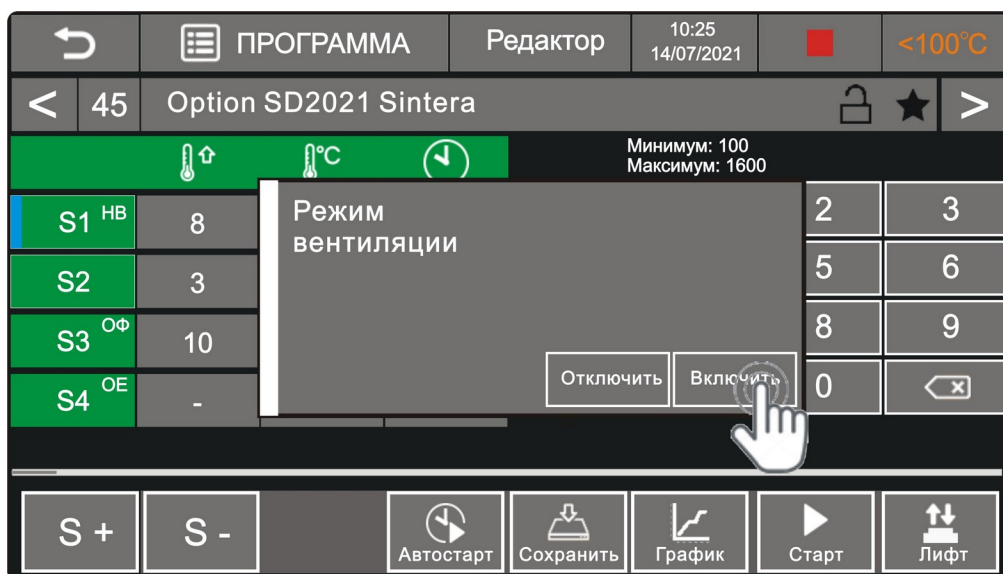 ПРОГРАММА Редактор 10:25
14/07/2021
<100°C
< 45 Option SD2021 Sintera >
°C
Минимум: 100
Максимум: 1600
S1 НВ 8
Режим
вентиляции
2 3
S2 3
5 6
S3 ОФ 10
8 9
Отключить Включить
S4 ОЕ -
0
S + S -
Автостарт Сохранить График Старт Лифт